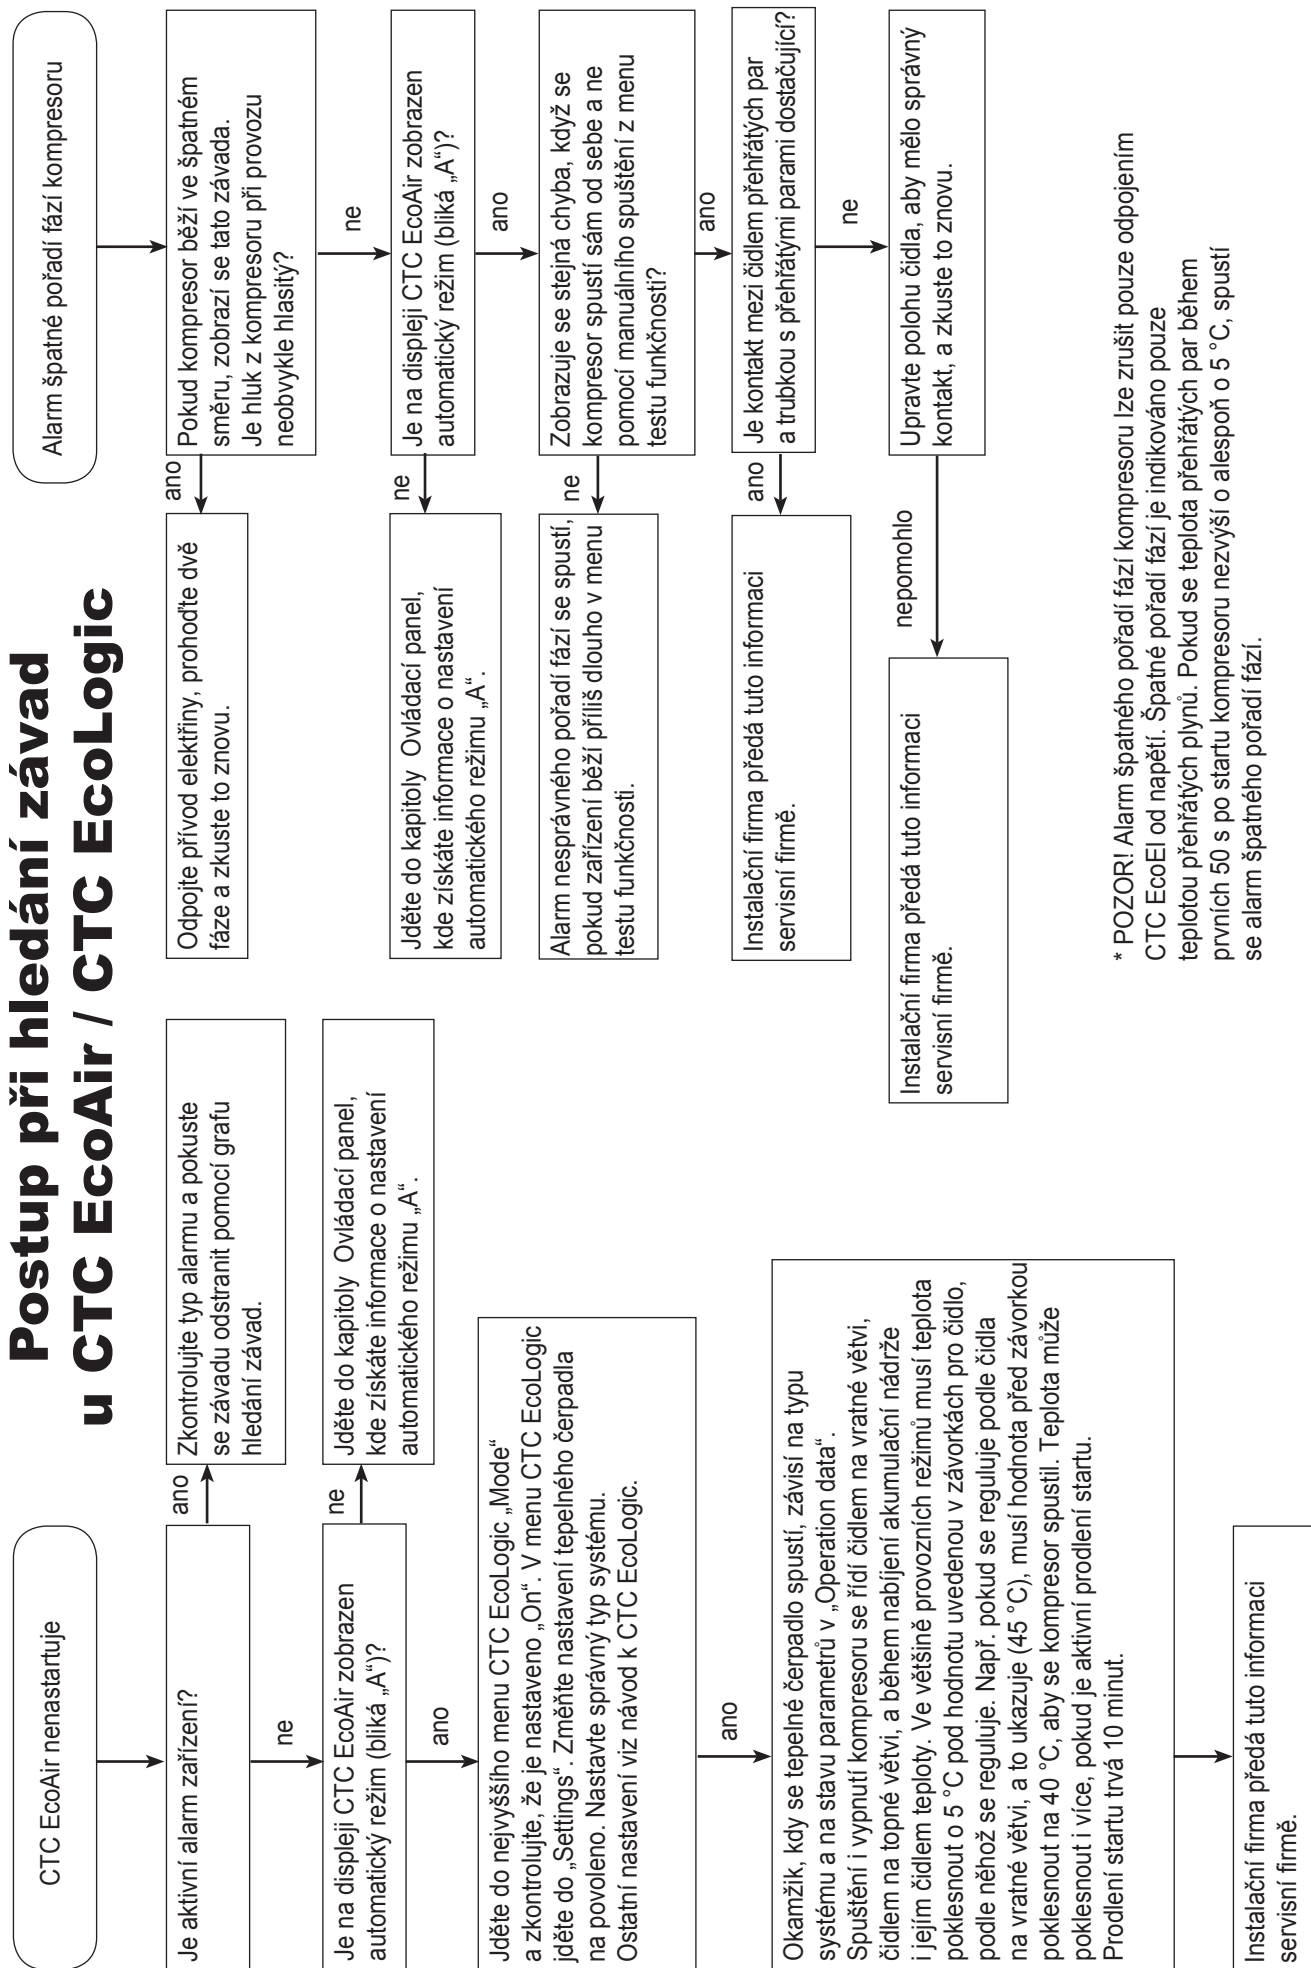 Postup při hledání závad
u CTC EcoAir / CTC EcoLogic
CTC EcoAir nenastartuje
Je aktivní alarm zařízení?
ano
Zkontrolujte typ alarmu a pokuste
se závadu odstranit pomocí grafu
hledání závad.
ne
Je na displeji CTC EcoAir zobrazen
automatický režim (bliká „A“)?
ne
Jděte do kapitoly Ovládací panel,
kde získáte informace o nastavení
automatického režimu „A“.
ano
Jděte do nejvyššího menu CTC EcoLogic „Mode“
a zkontrolujte, že je nastaveno „On“. V menu CTC EcoLogic
jděte do „Settings“. Změňte nastavení tepelného čerpadla
na povoleno. Nastavte správný typ systému.
Ostatní nastavení viz návod k CTC EcoLogic.
ano
Okamžik, kdy se tepelné čerpadlo spustí, závisí na typu
systému a na stavu parametrů v „Operation data“.
Spuštění i vypnutí kompresoru se řídí čidlem na vratné větvi,
čidlem na topné větvi, a během nabíjení akumulační nádrže
i jejím čidlem teploty. Ve většině provozních režimů musí teplota
poklesnout o 5 °C pod hodnotu uvedenou v závorkách pro čidlo,
podle něhož se reguluje. Např. pokud se reguluje podle čidla
na vratné větvi, a to ukazuje (45 °C), musí hodnota před závorkou
poklesnout na 40 °C, aby se kompresor spustil. Teplota může
poklesnout i více, pokud je aktivní prodlení startu.
Prodlení startu trvá 10 minut.
Instalační firma předá tuto informaci
servisní firmě.
Alarm špatné pořadí fází kompresoru
Pokud kompresor běží ve špatném
směru, zobrazí se tato závada.
Je hluk z kompresoru při provozu
neobvykle hlasitý?
ano
Odpojte přívod elektřiny, prohoďte dvě
fáze a zkuste to znovu.
ne
Je na displeji CTC EcoAir zobrazen
automatický režim (bliká „A“)?
ne
Jděte do kapitoly Ovládací panel,
kde získáte informace o nastavení
automatického režimu „A“.
ano
Zobrazuje se stejná chyba, když se
kompresor spustí sám od sebe a ne
pomocí manuálního spuštění z menu
testu funkčnosti?
ne
Alarm nesprávného pořadí fází se spustí,
pokud zařízení běží příliš dlouho v menu
testu funkčnosti.
ano
Je kontakt mezi čidlem přehřátých par
a trubkou s přehřátými parami dostačující?
ano
Instalační firma předá tuto informaci
servisní firmě.
ne
Upravte polohu čidla, aby mělo správný
kontakt, a zkuste to znovu.
nepomohlo
Instalační firma předá tuto informaci
servisní firmě.
* POZOR! Alarm špatného pořadí fází kompresoru lze zrušit pouze odpojením
CTC EcoEl od napětí. Špatné pořadí fází je indikováno pouze
teplotou přehřátých plynů. Pokud se teplota přehřátých par během
prvních 50 s po startu kompresoru nezvýší o alespoň o 5 °C, spustí
se alarm špatného pořadí fází.